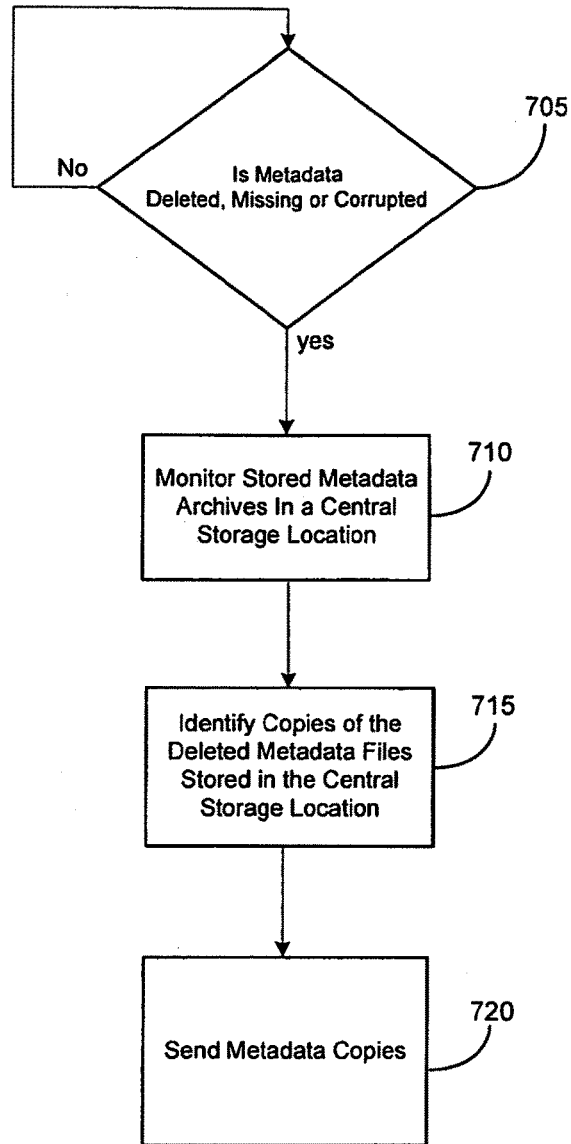 705
No
Is Metadata
Deleted, Missing or Corrupted
yes
710
Monitor Stored Metadata
Archives In a Central
Storage Location
715
Identify Copies of the
Deleted Metadata Files
Stored in the Central
Storage Location
720
Send Metadata Copies